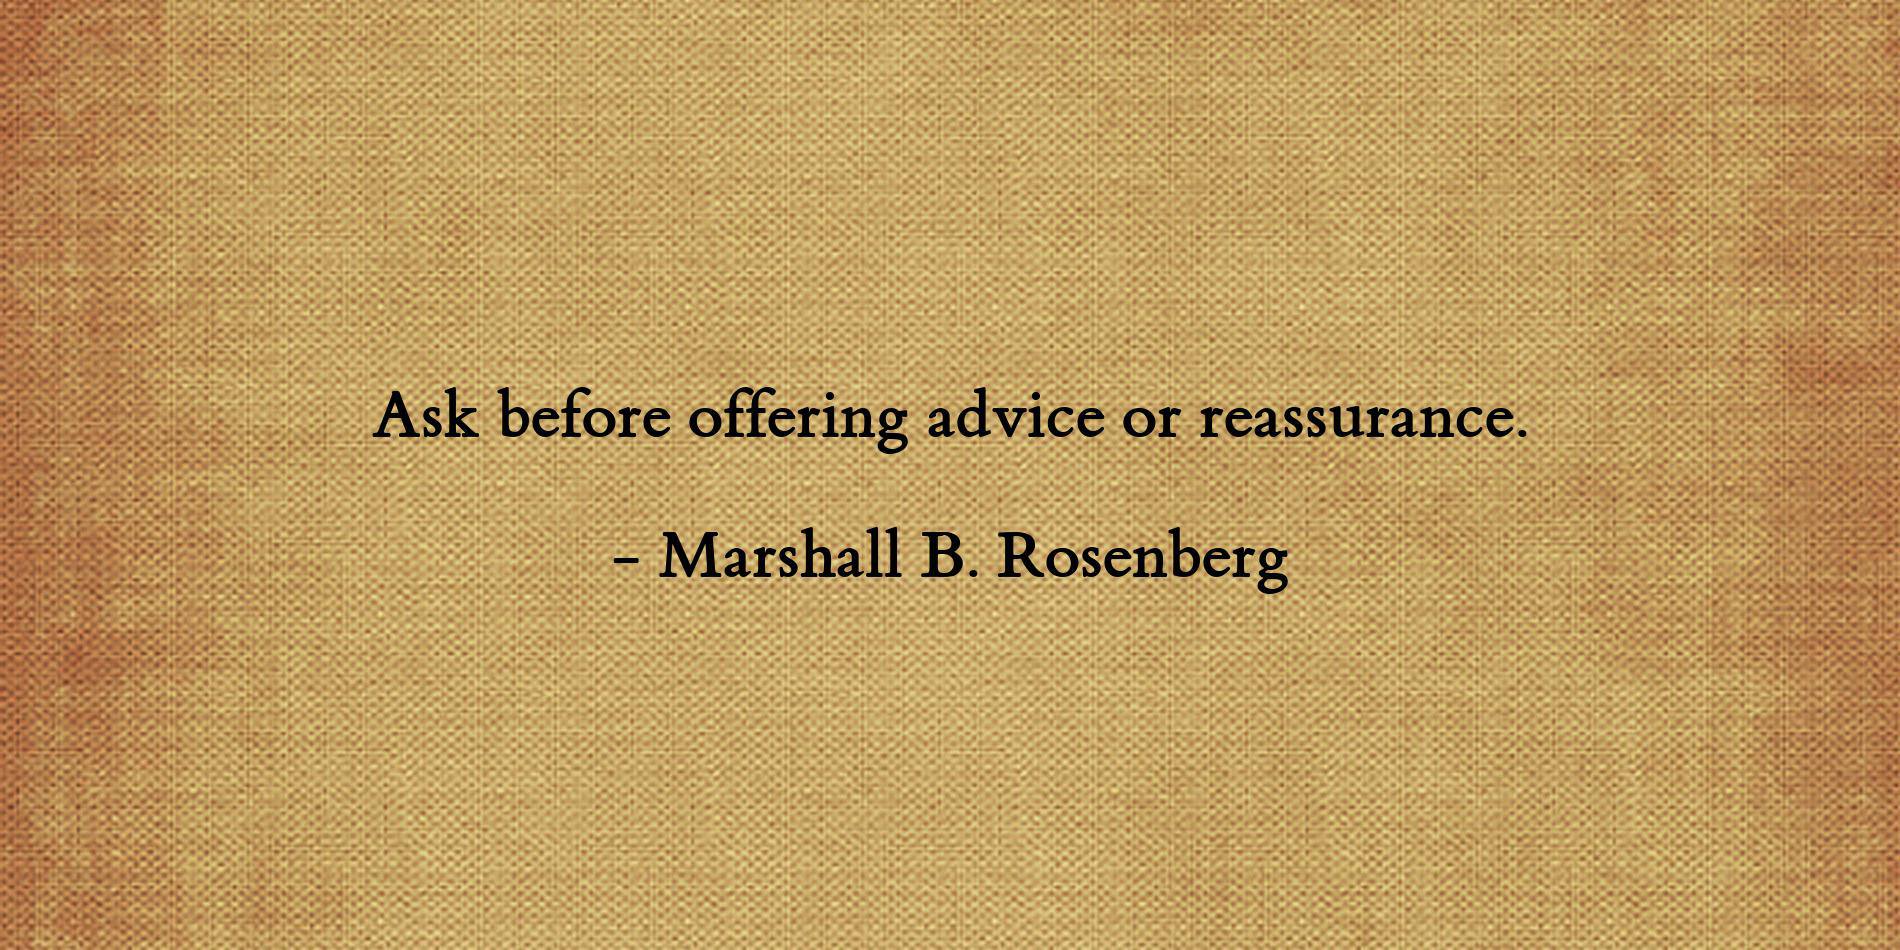 Ask before offering advice or reassurance.
– Marshall B. Rosenberg